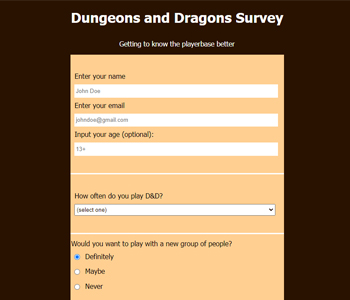 Dungeons and Dragons Survey
Getting to know the playerbase better
Enter your name
John Doe
Enter your email
johndoe@gmail.com
Input your age (optional):
13+
How often do you play D&D?
(select one)
Would you want to play with a new group of people?
Definitely
Maybe
Never